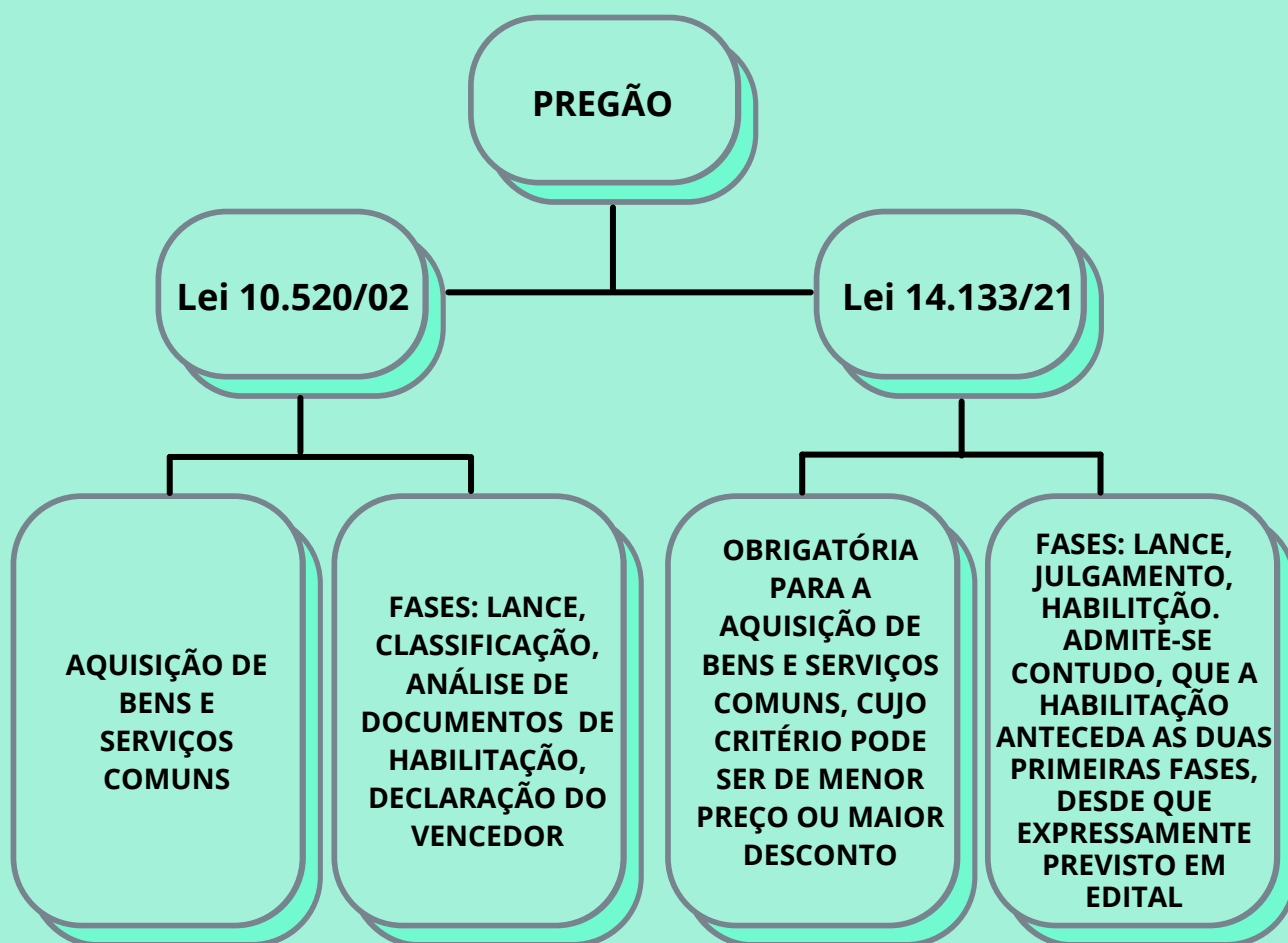 PREGÃO
Lei 10.520/02
Lei 14.133/21
AQUISIÇÃO DE
BENS E
SERVIÇOS
COMUNS
FASES: LANCE,
CLASSIFICAÇÃO,
ANÁLISE DE
DOCUMENTOS DE
HABILITAÇÃO,
DECLARAÇÃO DO
VENCEDOR
OBRIGATÓRIA
PARA A
AQUISIÇÃO DE
BENS E SERVIÇOS
COMUNS, CUJO
CRITÉRIO PODE
SER DE MENOR
PREÇO OU MAIOR
DESCONTO
FASES: LANCE,
JULGAMENTO,
HABILITÇÃO.
ADMITE-SE
CONTUDO, QUE A
HABILITAÇÃO
ANTECEDA AS DUAS
PRIMEIRAS FASES,
DESDE QUE
EXPRESSAMENTE
PREVISTO EM
EDITAL